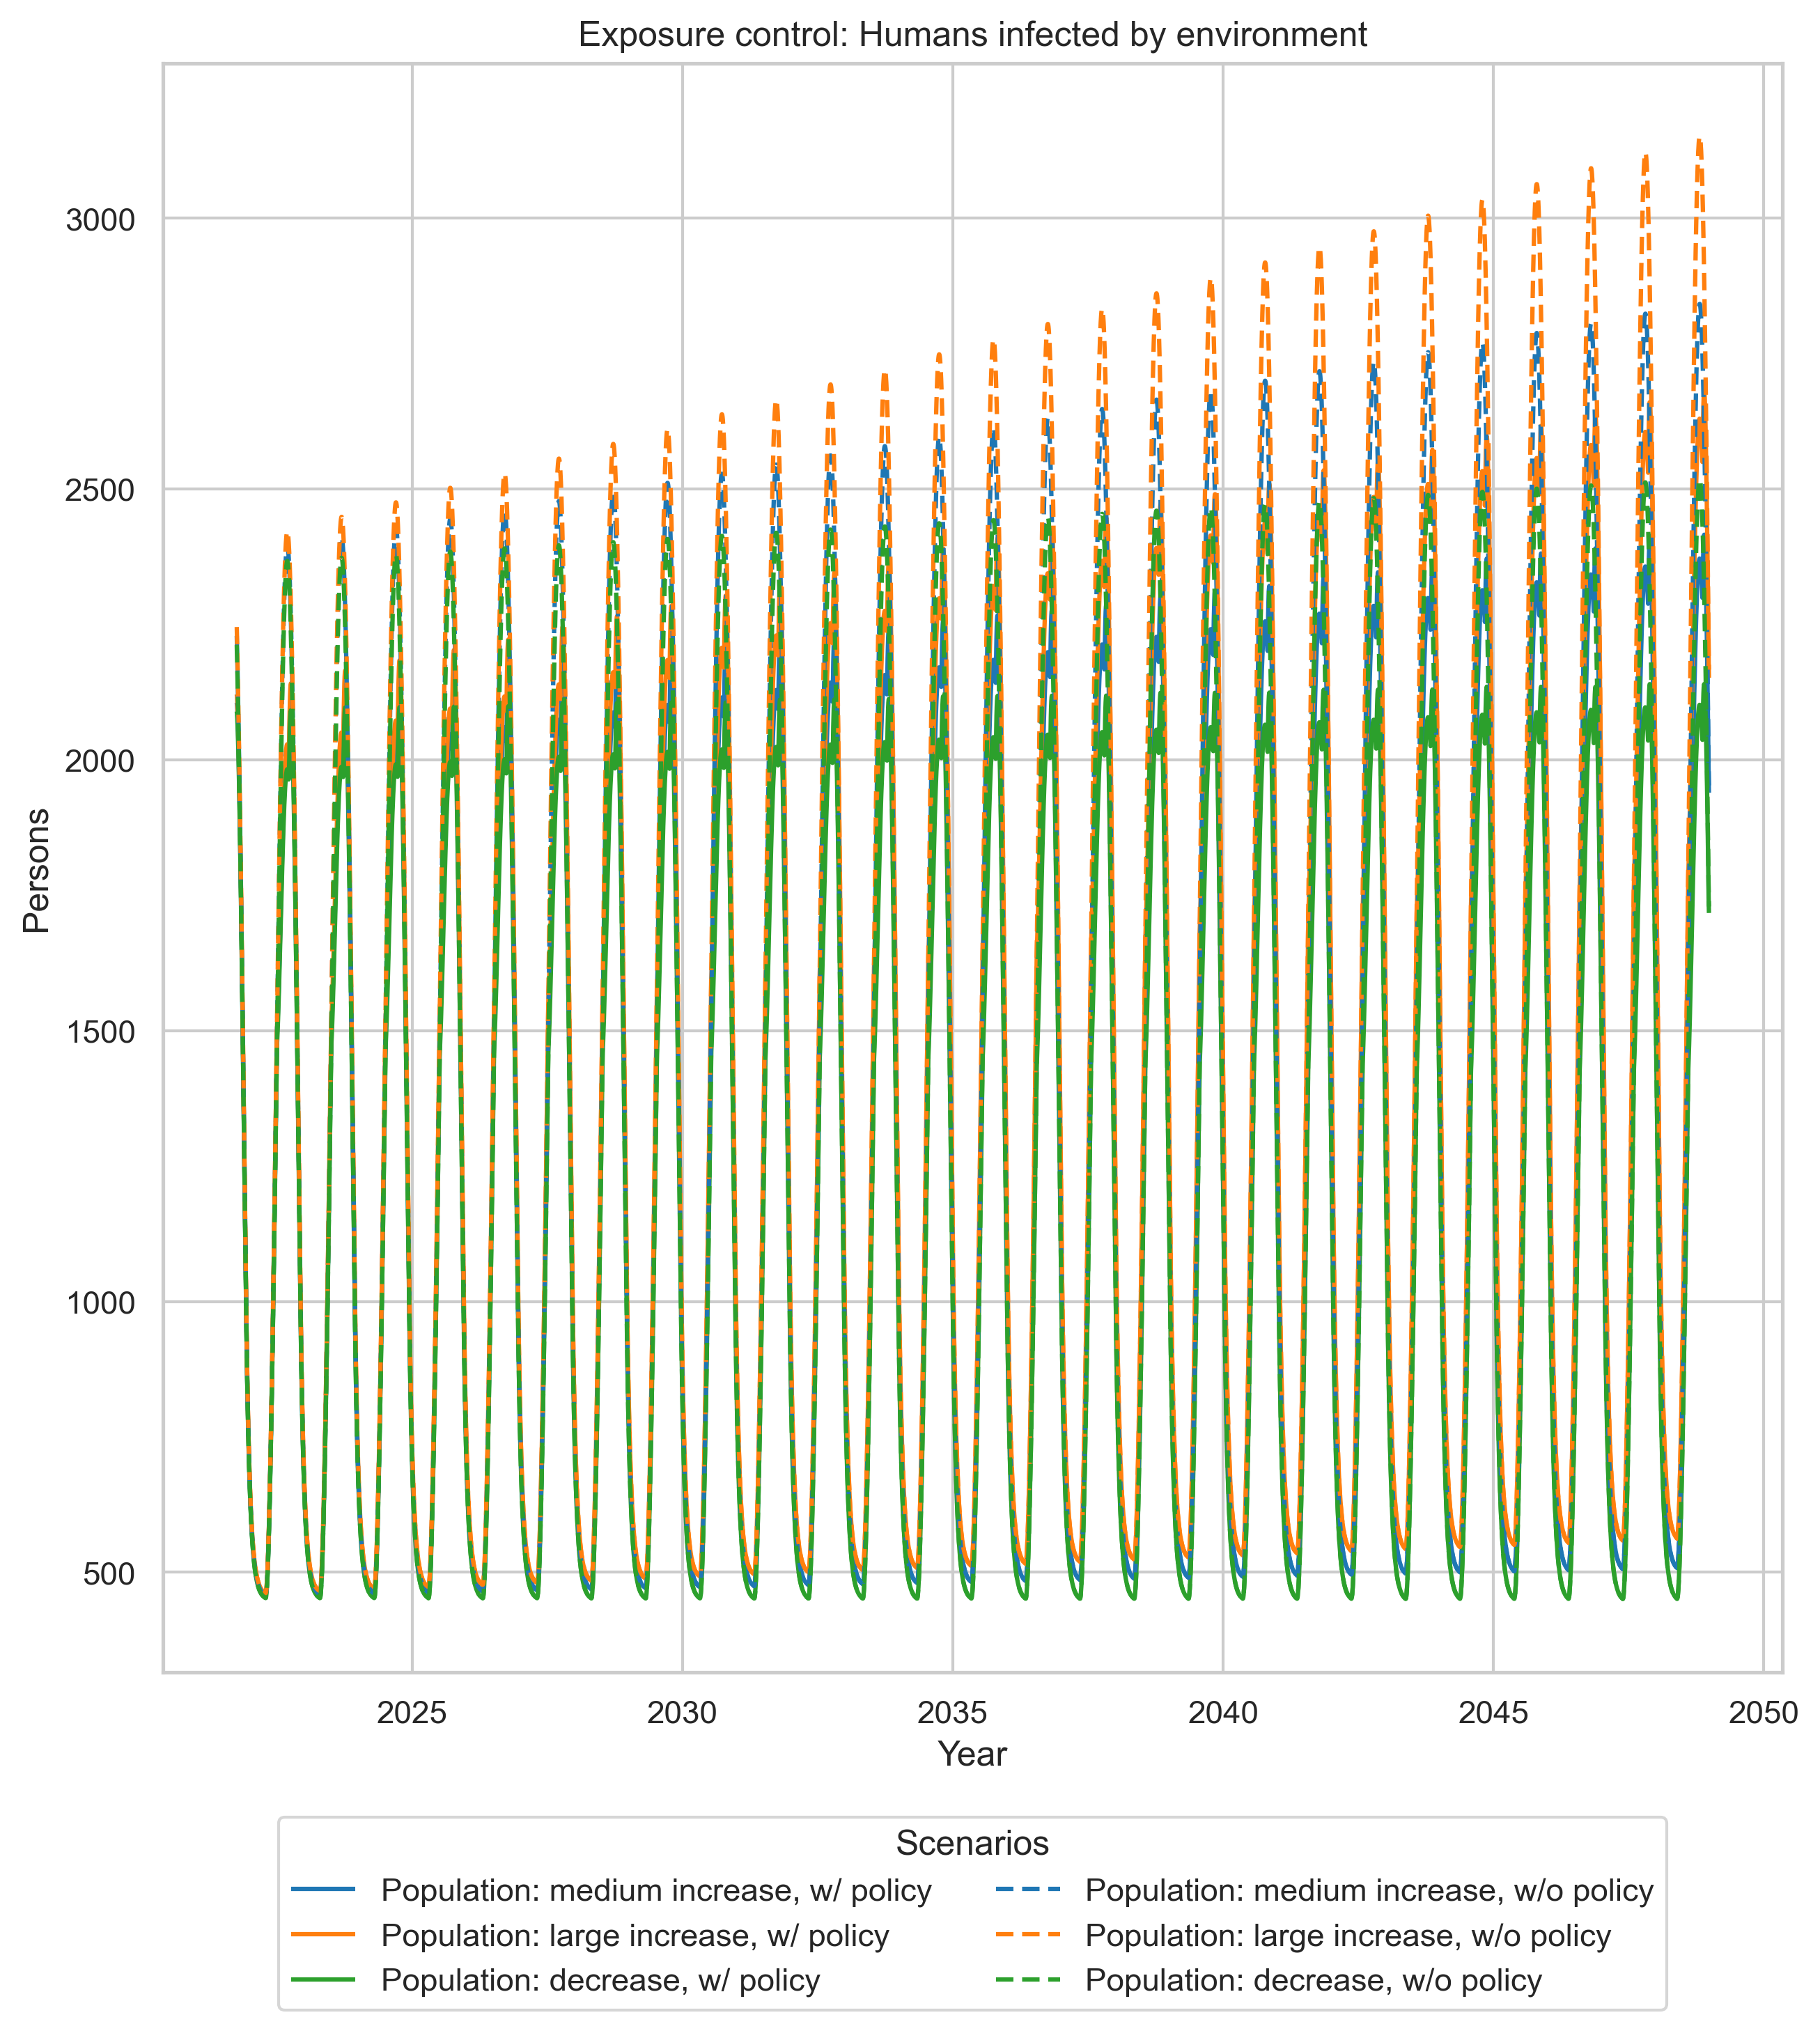 Exposure control: Humans infected by environment
3000
2500
2000
1500
1000
500
Persons
2025
2030
2035
2040
2045
2050
Year
Scenarios
Population: medium increase, w/ policy
Population: large increase, w/ policy
Population: decrease, w/ policy
Population: medium increase, w/o policy
Population: large increase, w/o policy
Population: decrease, w/o policy